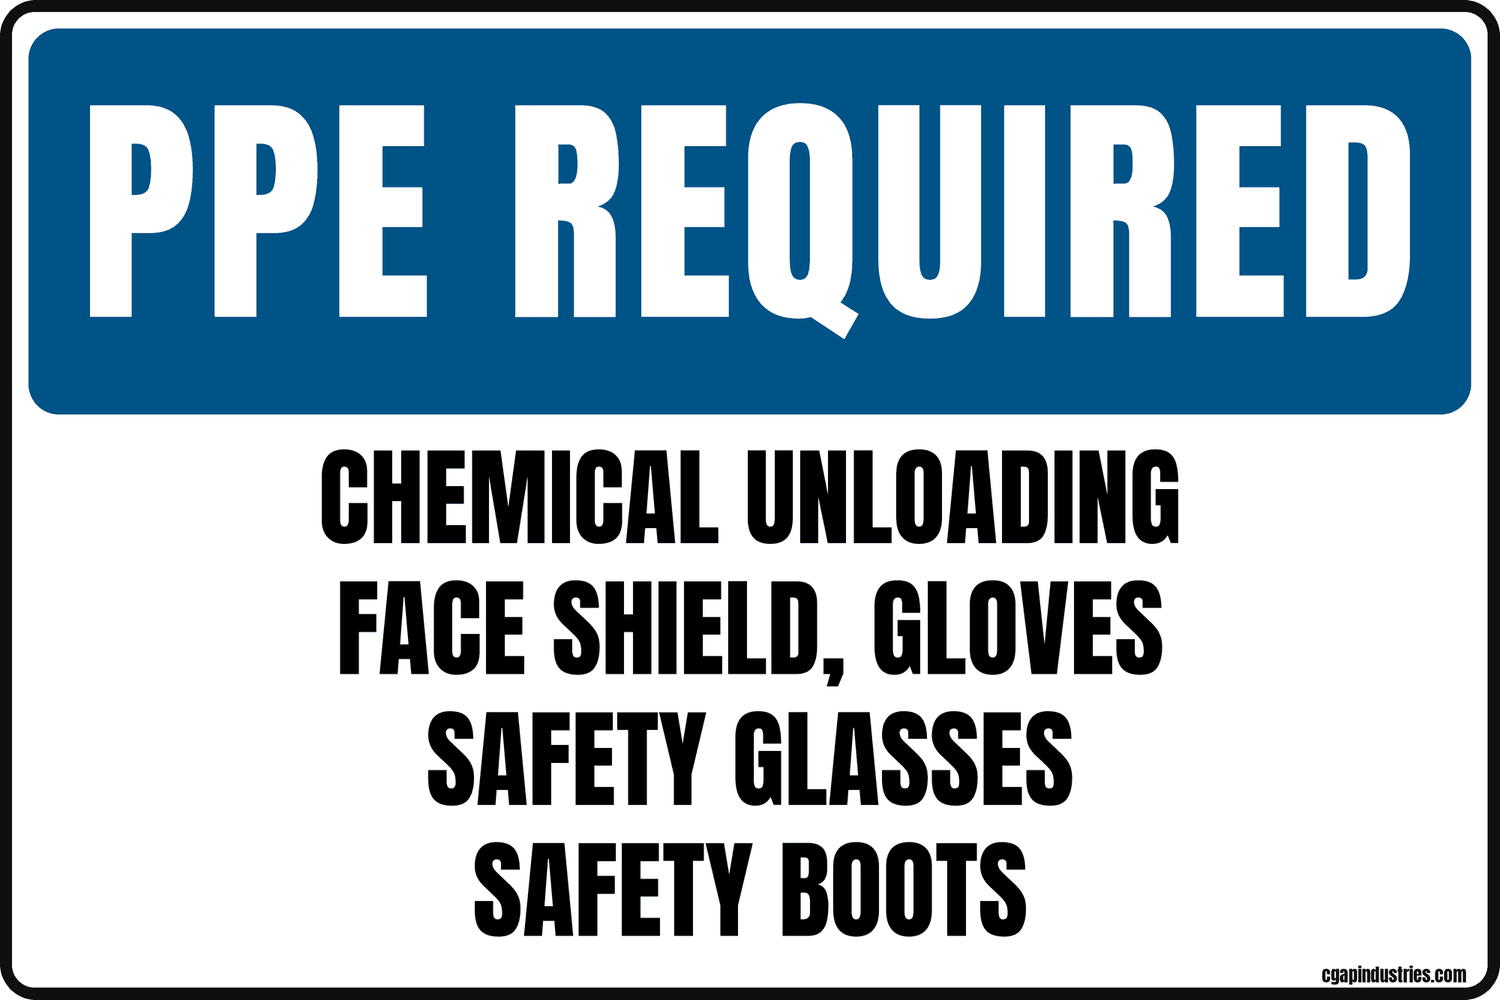 PPE REQUIRED
CHEMICAL UNLOADING
FACE SHIELD, GLOVES
SAFETY GLASSES
SAFETY BOOTS
cgapindustries.com